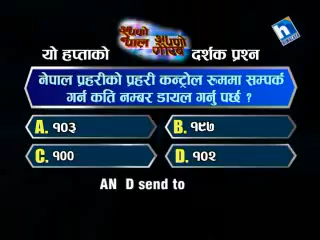 यो हप्ताको
दर्शक प्रश्न
नेपाल प्रहरीको प्रहरी कन्ट्रोल रुममा सम्पर्क
गर्न कति नम्बर डायल गर्नु पर्छ ?
A. १०३
B. १९७
C. १००
D. १०२
AN D send to